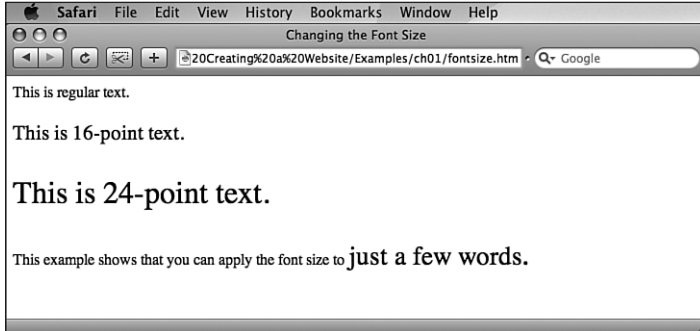 Safari File Edit View History Bookmarks Window Help
Changing the Font Size
20Creating%20a%20Website/Examples/ch01/fontsize.htm Google
This is regular text.
This is 16-point text.
This is 24-point text.
This example shows that you can apply the font size to just a few words.